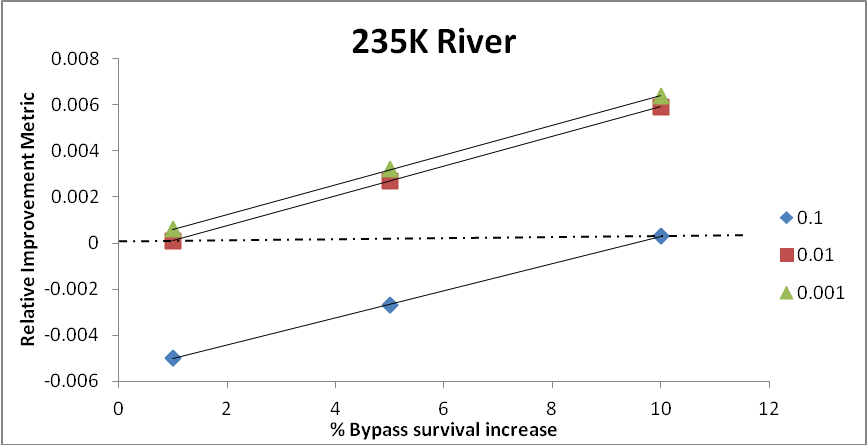 235K River
Relative Improvement Metric
0.008
0.006
0.004
0.002
0
-0.002
-0.004
-0.006
0 2 4 6 8 10 12
% Bypass survival increase
0.1
0.01
0.001